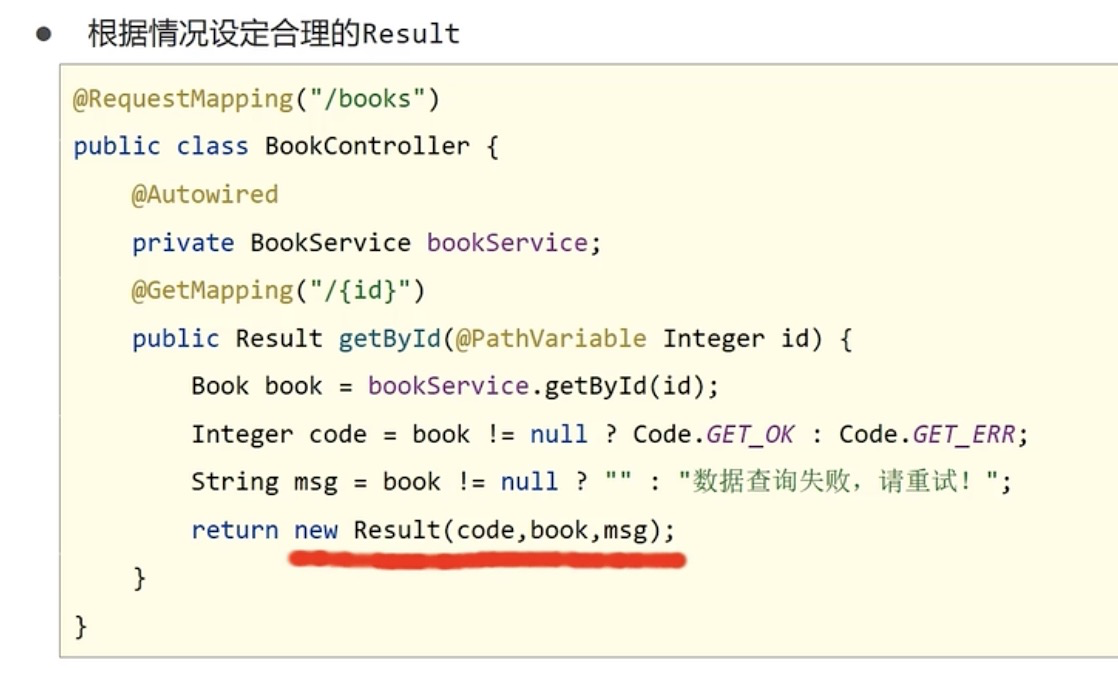 ● 根据情况设定合理的Result
@RequestMapping("/books")
public class BookController {
    @Autowired
    private BookService bookService;
    @GetMapping("/{id}")
    public Result getById(@PathVariable Integer id) {
        Book book = bookService.getById(id);
        Integer code = book != null ? Code.GET_OK : Code.GET_ERR;
        String msg = book != null ? "" : "数据查询失败，请重试！";
        return new Result(code,book,msg);
    }
}